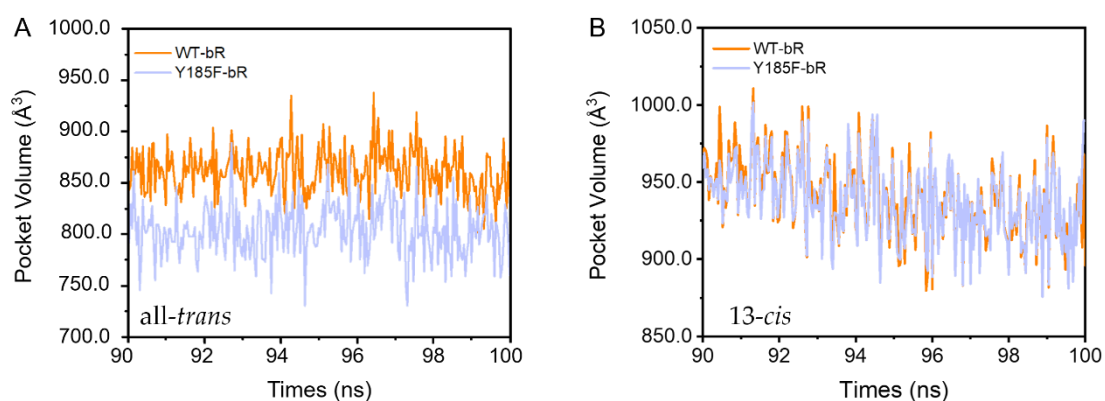 A
1000.0
950.0
900.0
850.0
800.0
750.0
700.0
Pocket Volume (Å³)
WT-bR
Y185F-bR
all-trans
90 92 94 96 98 100
Times (ns)
B
1050.0
1000.0
950.0
900.0
850.0
Pocket Volume (Å³)
WT-bR
Y185F-bR
13-cis
90 92 94 96 98 100
Times (ns)